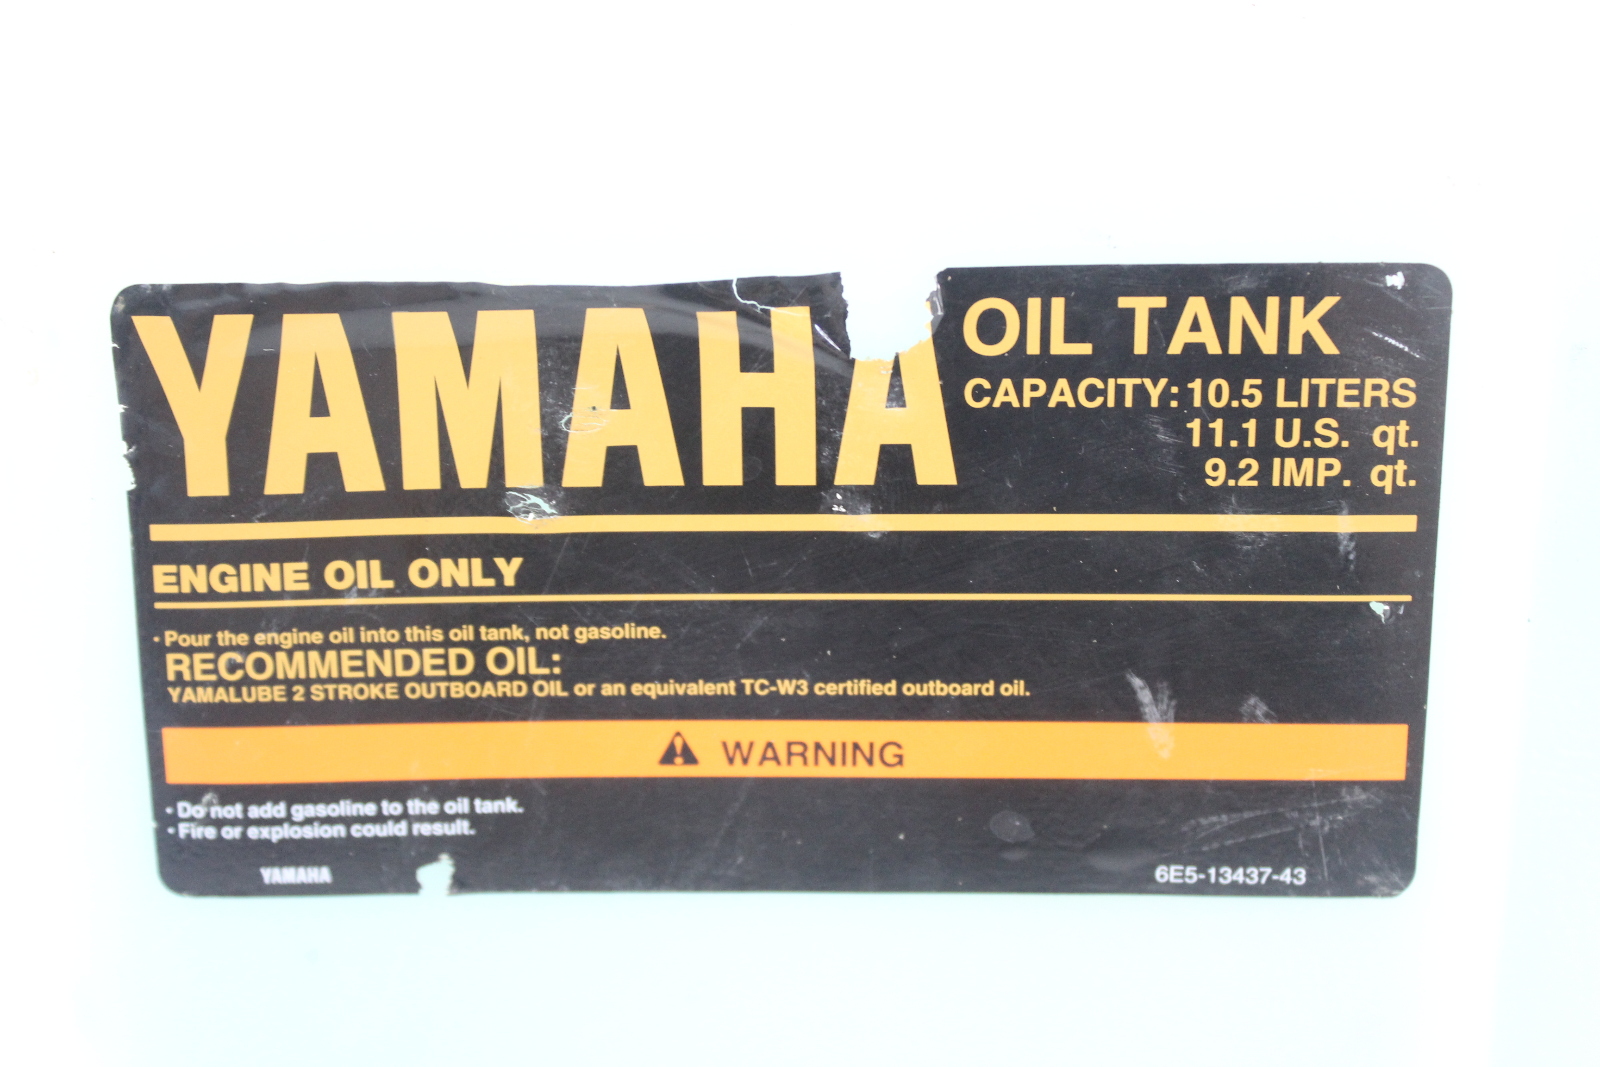 YAMAHA
OIL TANK
CAPACITY: 10.5 LITERS
11.1 U.S. qt.
9.2 IMP. qt.
ENGINE OIL ONLY
· Pour the engine oil into this oil tank, not gasoline.
RECOMMENDED OIL:
YAMALUBE 2 STROKE OUTBOARD OIL or an equivalent TC-W3 certified outboard oil.
WARNING
· Do not add gasoline to the oil tank.
· Fire or explosion could result.
YAMAHA
6E5-13437-43